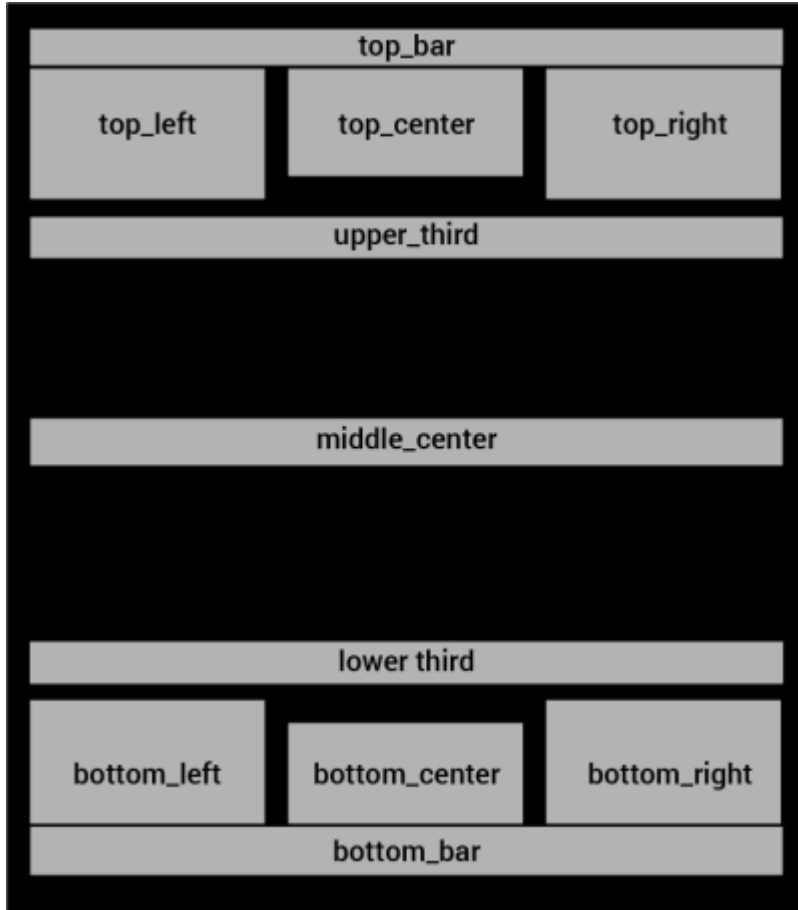 top_bar
top_left
top_center
top_right
upper_third
middle_center
lower third
bottom_left
bottom_center
bottom_right
bottom_bar